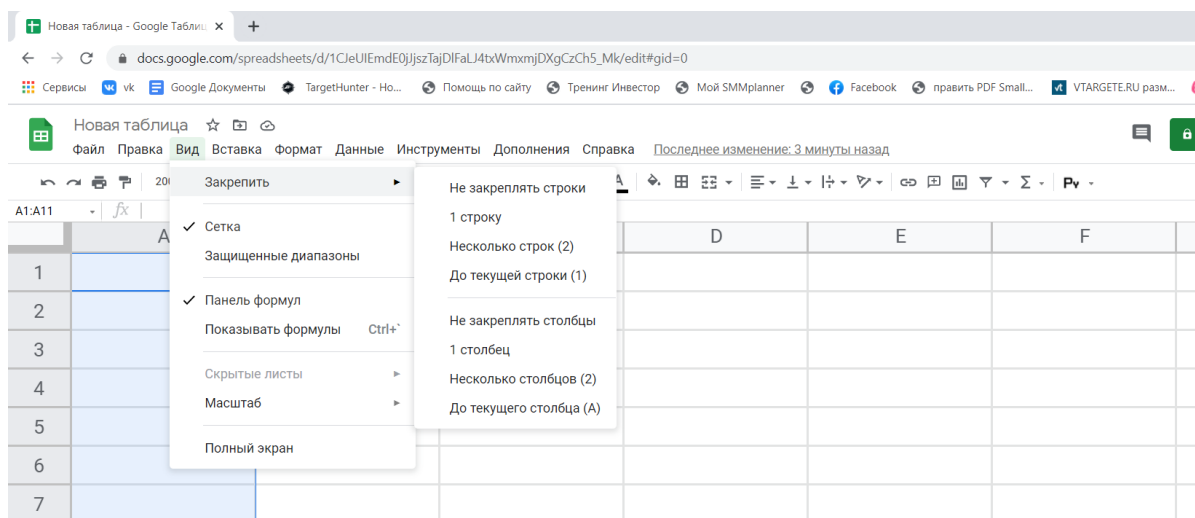 Новая таблица - Google Таблиц
docs.google.com/spreadsheets/d/1CJeUIEmdE0jJjszTajDlFaLJ4txWmxmjDXgCzCh5_Mk/edit#gid=0
Сервисы vk Google Документы TargetHunter - Но... Помощь по сайту Тренинг Инвестор Мой SMMplanner Facebook править PDF Small... VTARGETE.RU разм...
Новая таблица
Файл Правка Вид Вставка Формат Данные Инструменты Дополнения Справка Последнее изменение: 3 минуты назад
A1:A11 fx
A D E F
1
2
3
4
5
6
7
Закрепить
Сетка
Защищенные диапазоны
Панель формул
Показывать формулы Ctrl+`
Скрытые листы
Масштаб
Полный экран
Не закреплять строки
1 строку
Несколько строк (2)
До текущей строки (1)
Не закреплять столбцы
1 столбец
Несколько столбцов (2)
До текущего столбца (A)